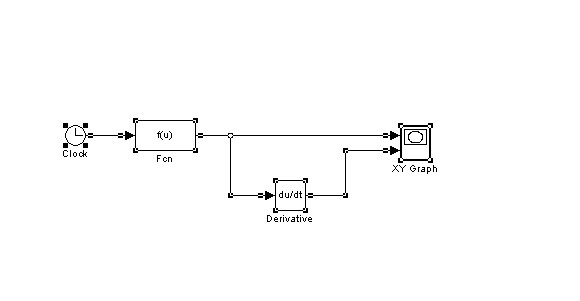 f(u)
Clock
Fcn
XY Graph
du/dt
Derivative